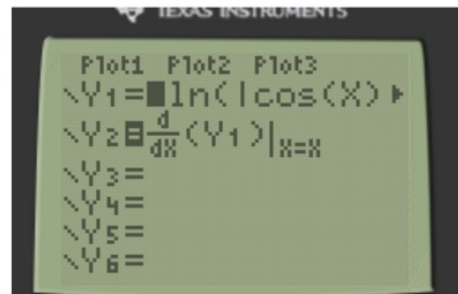 TEXAS INSTRUMENTS
Plot1 Plot2 Plot3
\Y1=ln(|cos(X)
\Y2=d/dX(Y1)|X=X
\Y3=
\Y4=
\Y5=
\Y6=